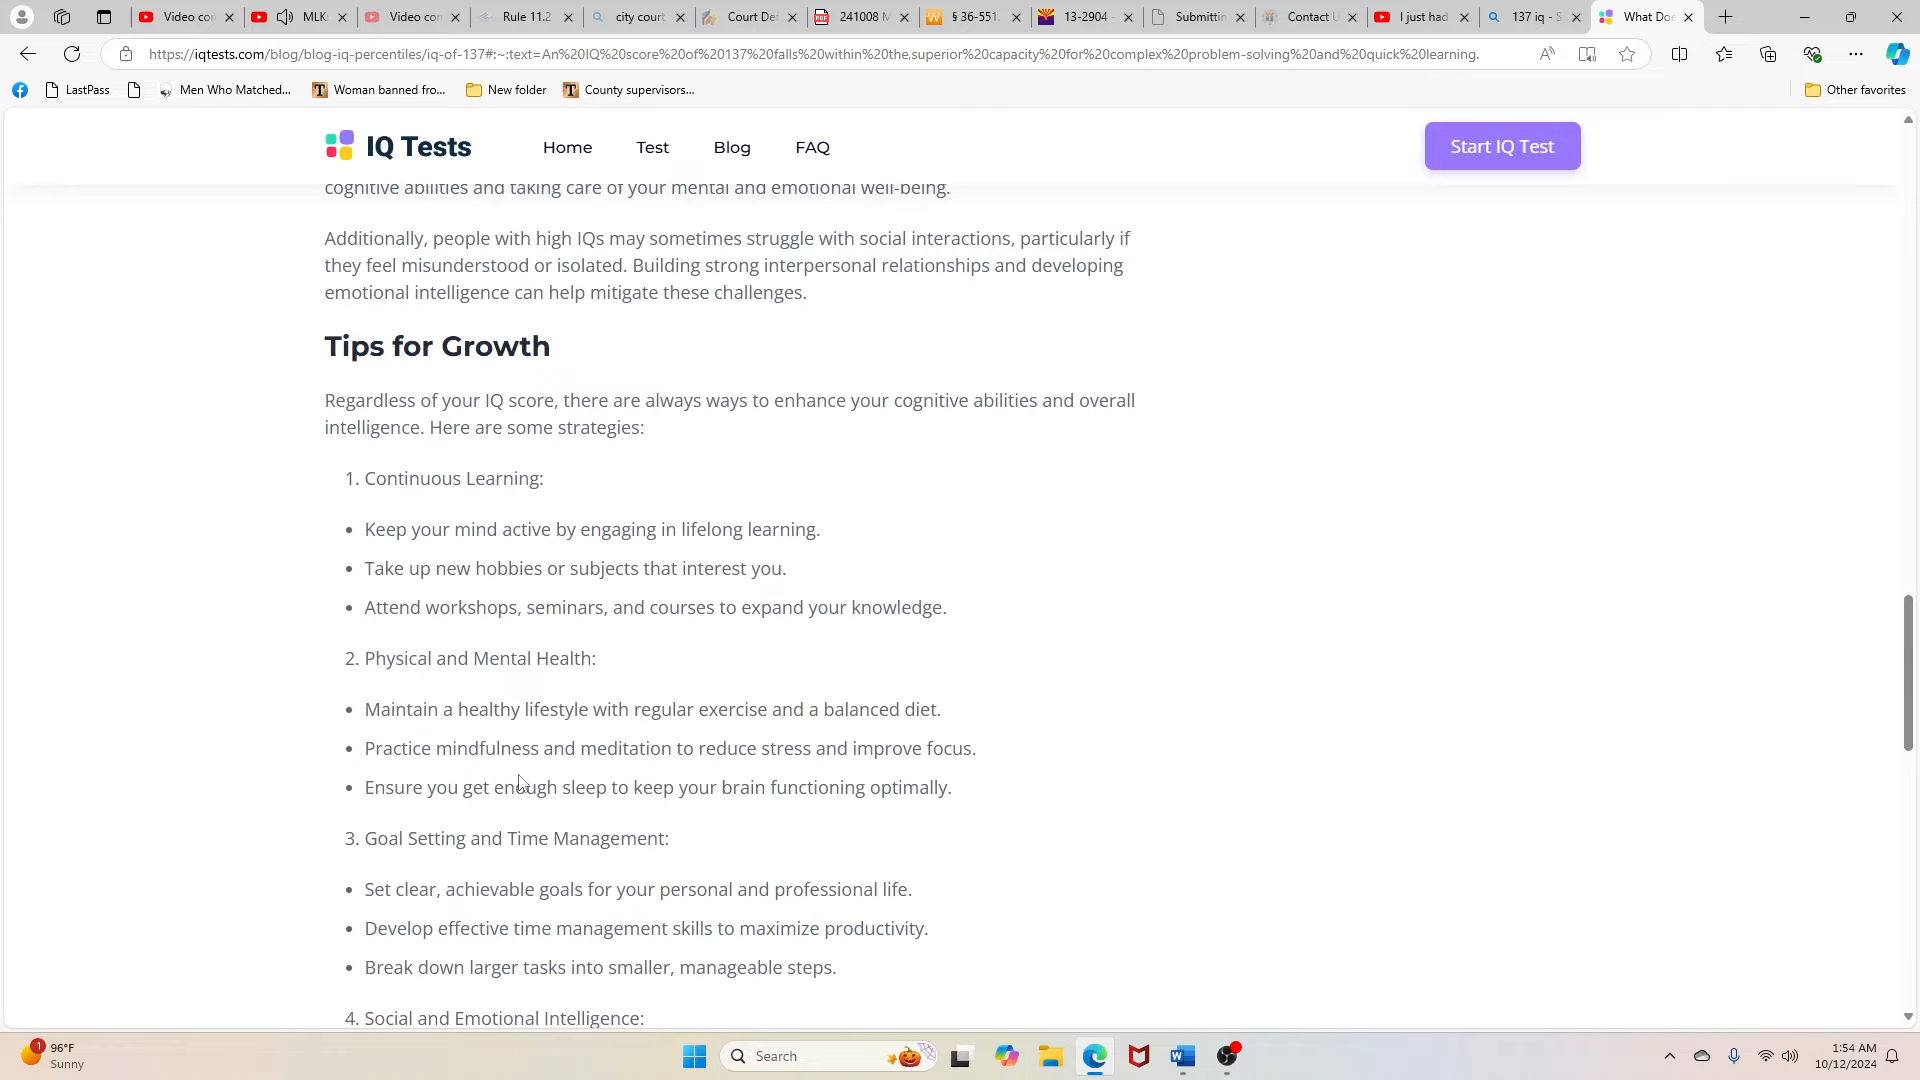 Video cor
MLK:
Video cor
Rule 11.2
city court
Court De
241008 M
§ 36-551.
13-2904 -
Submittin
Contact U
I just had
137 iq - S
What Doe
https://iqtests.com/blog/blog-iq-percentiles/iq-of-137#:~:text=An%20IQ%20score%20of%20137%20falls%20within%20the,superior%20capacity%20for%20complex%20problem-solving%20and%20quick%20learning.
LastPass
Men Who Matched...
Woman banned fro...
New folder
County supervisors...
Other favorites
IQ Tests
Home
Test
Blog
FAQ
Start IQ Test
cognitive abilities and taking care of your mental and emotional well-being.
Additionally, people with high IQs may sometimes struggle with social interactions, particularly if
they feel misunderstood or isolated. Building strong interpersonal relationships and developing
emotional intelligence can help mitigate these challenges.
Tips for Growth
Regardless of your IQ score, there are always ways to enhance your cognitive abilities and overall
intelligence. Here are some strategies:
1. Continuous Learning:
• Keep your mind active by engaging in lifelong learning.
• Take up new hobbies or subjects that interest you.
• Attend workshops, seminars, and courses to expand your knowledge.
2. Physical and Mental Health:
• Maintain a healthy lifestyle with regular exercise and a balanced diet.
• Practice mindfulness and meditation to reduce stress and improve focus.
• Ensure you get enough sleep to keep your brain functioning optimally.
3. Goal Setting and Time Management:
• Set clear, achievable goals for your personal and professional life.
• Develop effective time management skills to maximize productivity.
• Break down larger tasks into smaller, manageable steps.
4. Social and Emotional Intelligence:
1
96°F
Sunny
Search
1:54 AM
10/12/2024